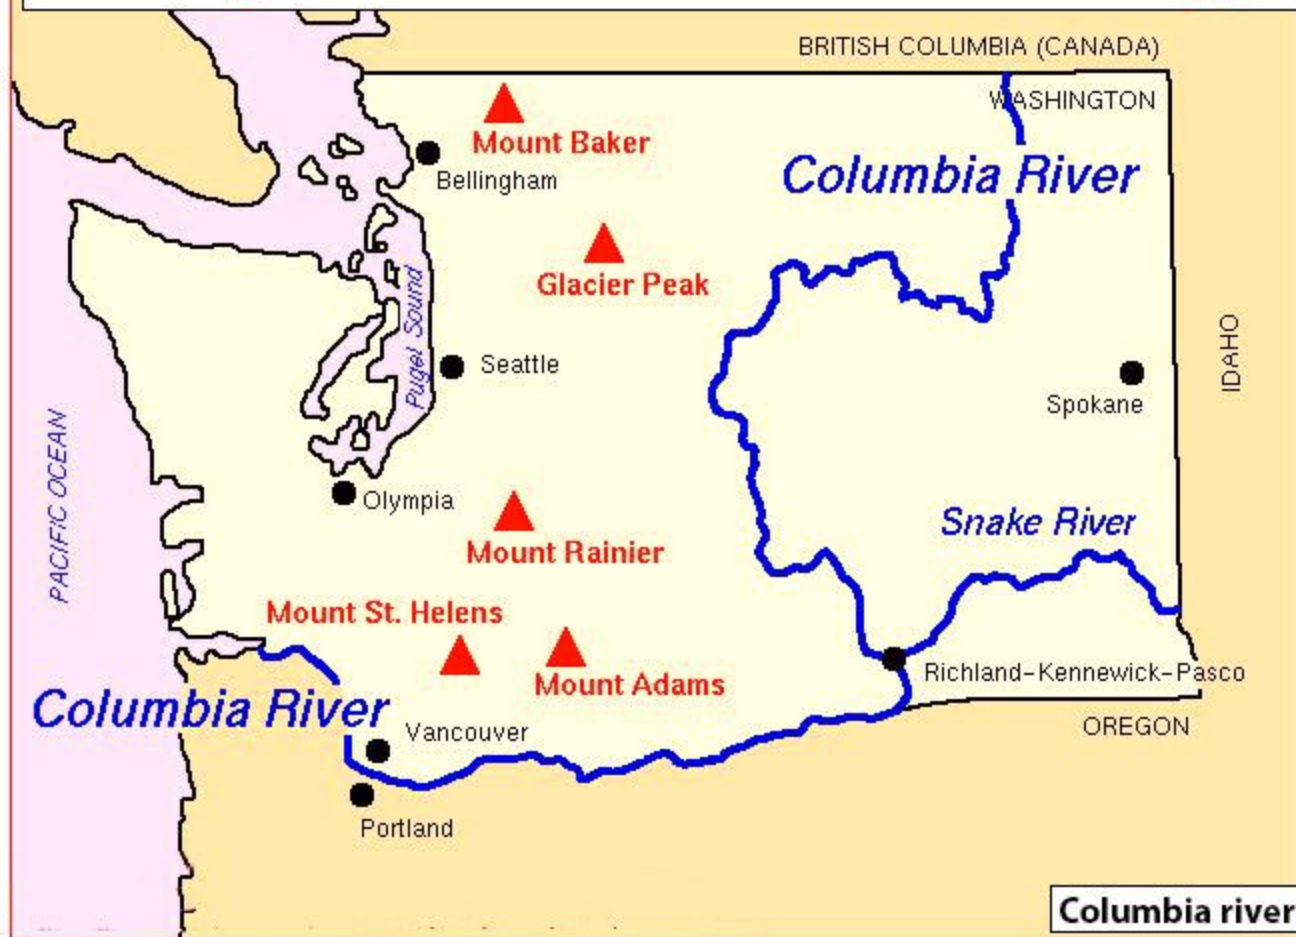 BRITISH COLUMBIA (CANADA)
WASHINGTON
Mount Baker
Columbia River
Bellingham
Glacier Peak
Puget Sound
Seattle
IDAHO
Spokane
PACIFIC OCEAN
Olympia
Snake River
Mount Rainier
Mount St. Helens
Richland-Kennewick-Pasco
Mount Adams
Columbia River
OREGON
Vancouver
Portland
Columbia river